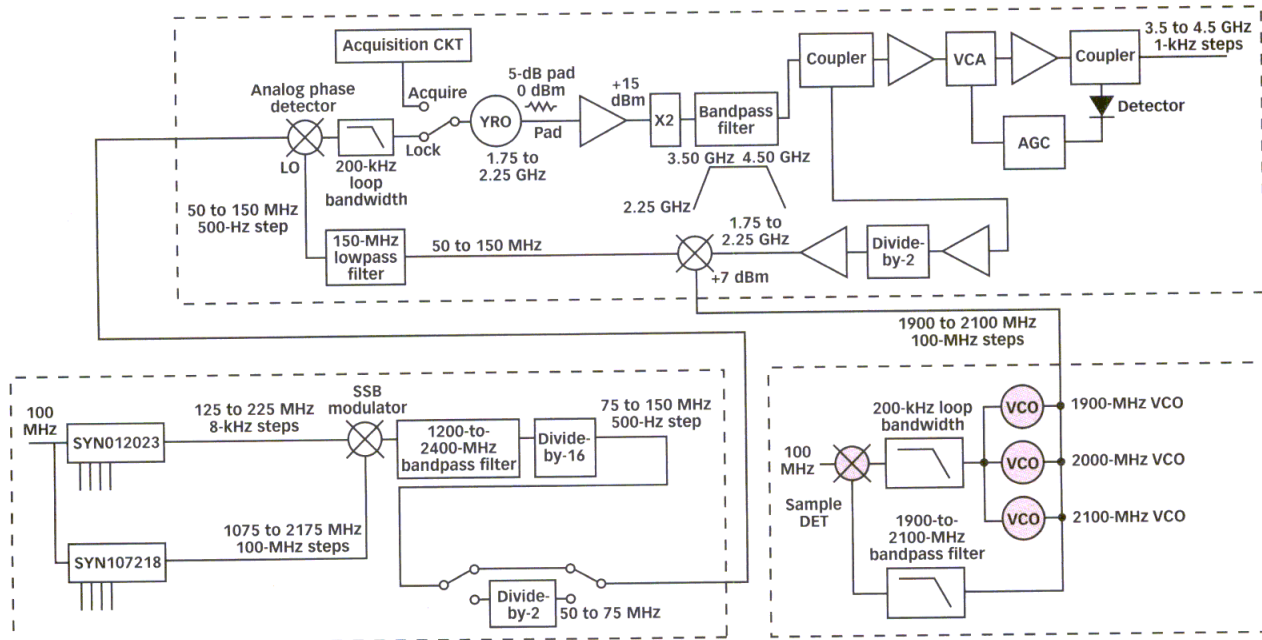 Acquisition CKT
Analog phase
detector
LO
Acquire
Lock
200-kHz
loop
bandwidth
YRO
1.75 to
2.25 GHz
5-dB pad
0 dBm
Pad
+15
dBm
X2
Bandpass
filter
3.50 GHz 4.50 GHz
2.25 GHz
Coupler
VCA
Coupler
3.5 to 4.5 GHz
1-kHz steps
Detector
AGC
50 to 150 MHz
500-Hz step
150-MHz
lowpass
filter
50 to 150 MHz
1.75 to
2.25 GHz
+7 dBm
Divide-
by-2
1900 to 2100 MHz
100-MHz steps
100
MHz
SYN012023
125 to 225 MHz
8-kHz steps
SSB
modulator
1200-to-
2400-MHz
bandpass filter
Divide-
by-16
75 to 150 MHz
500-Hz step
SYN107218
1075 to 2175 MHz
100-MHz steps
Divide-
by-2
50 to 75 MHz
100
MHz
Sample
DET
200-kHz loop
bandwidth
VCO
1900-MHz VCO
VCO
2000-MHz VCO
VCO
2100-MHz VCO
1900-to-
2100-MHz
bandpass filter